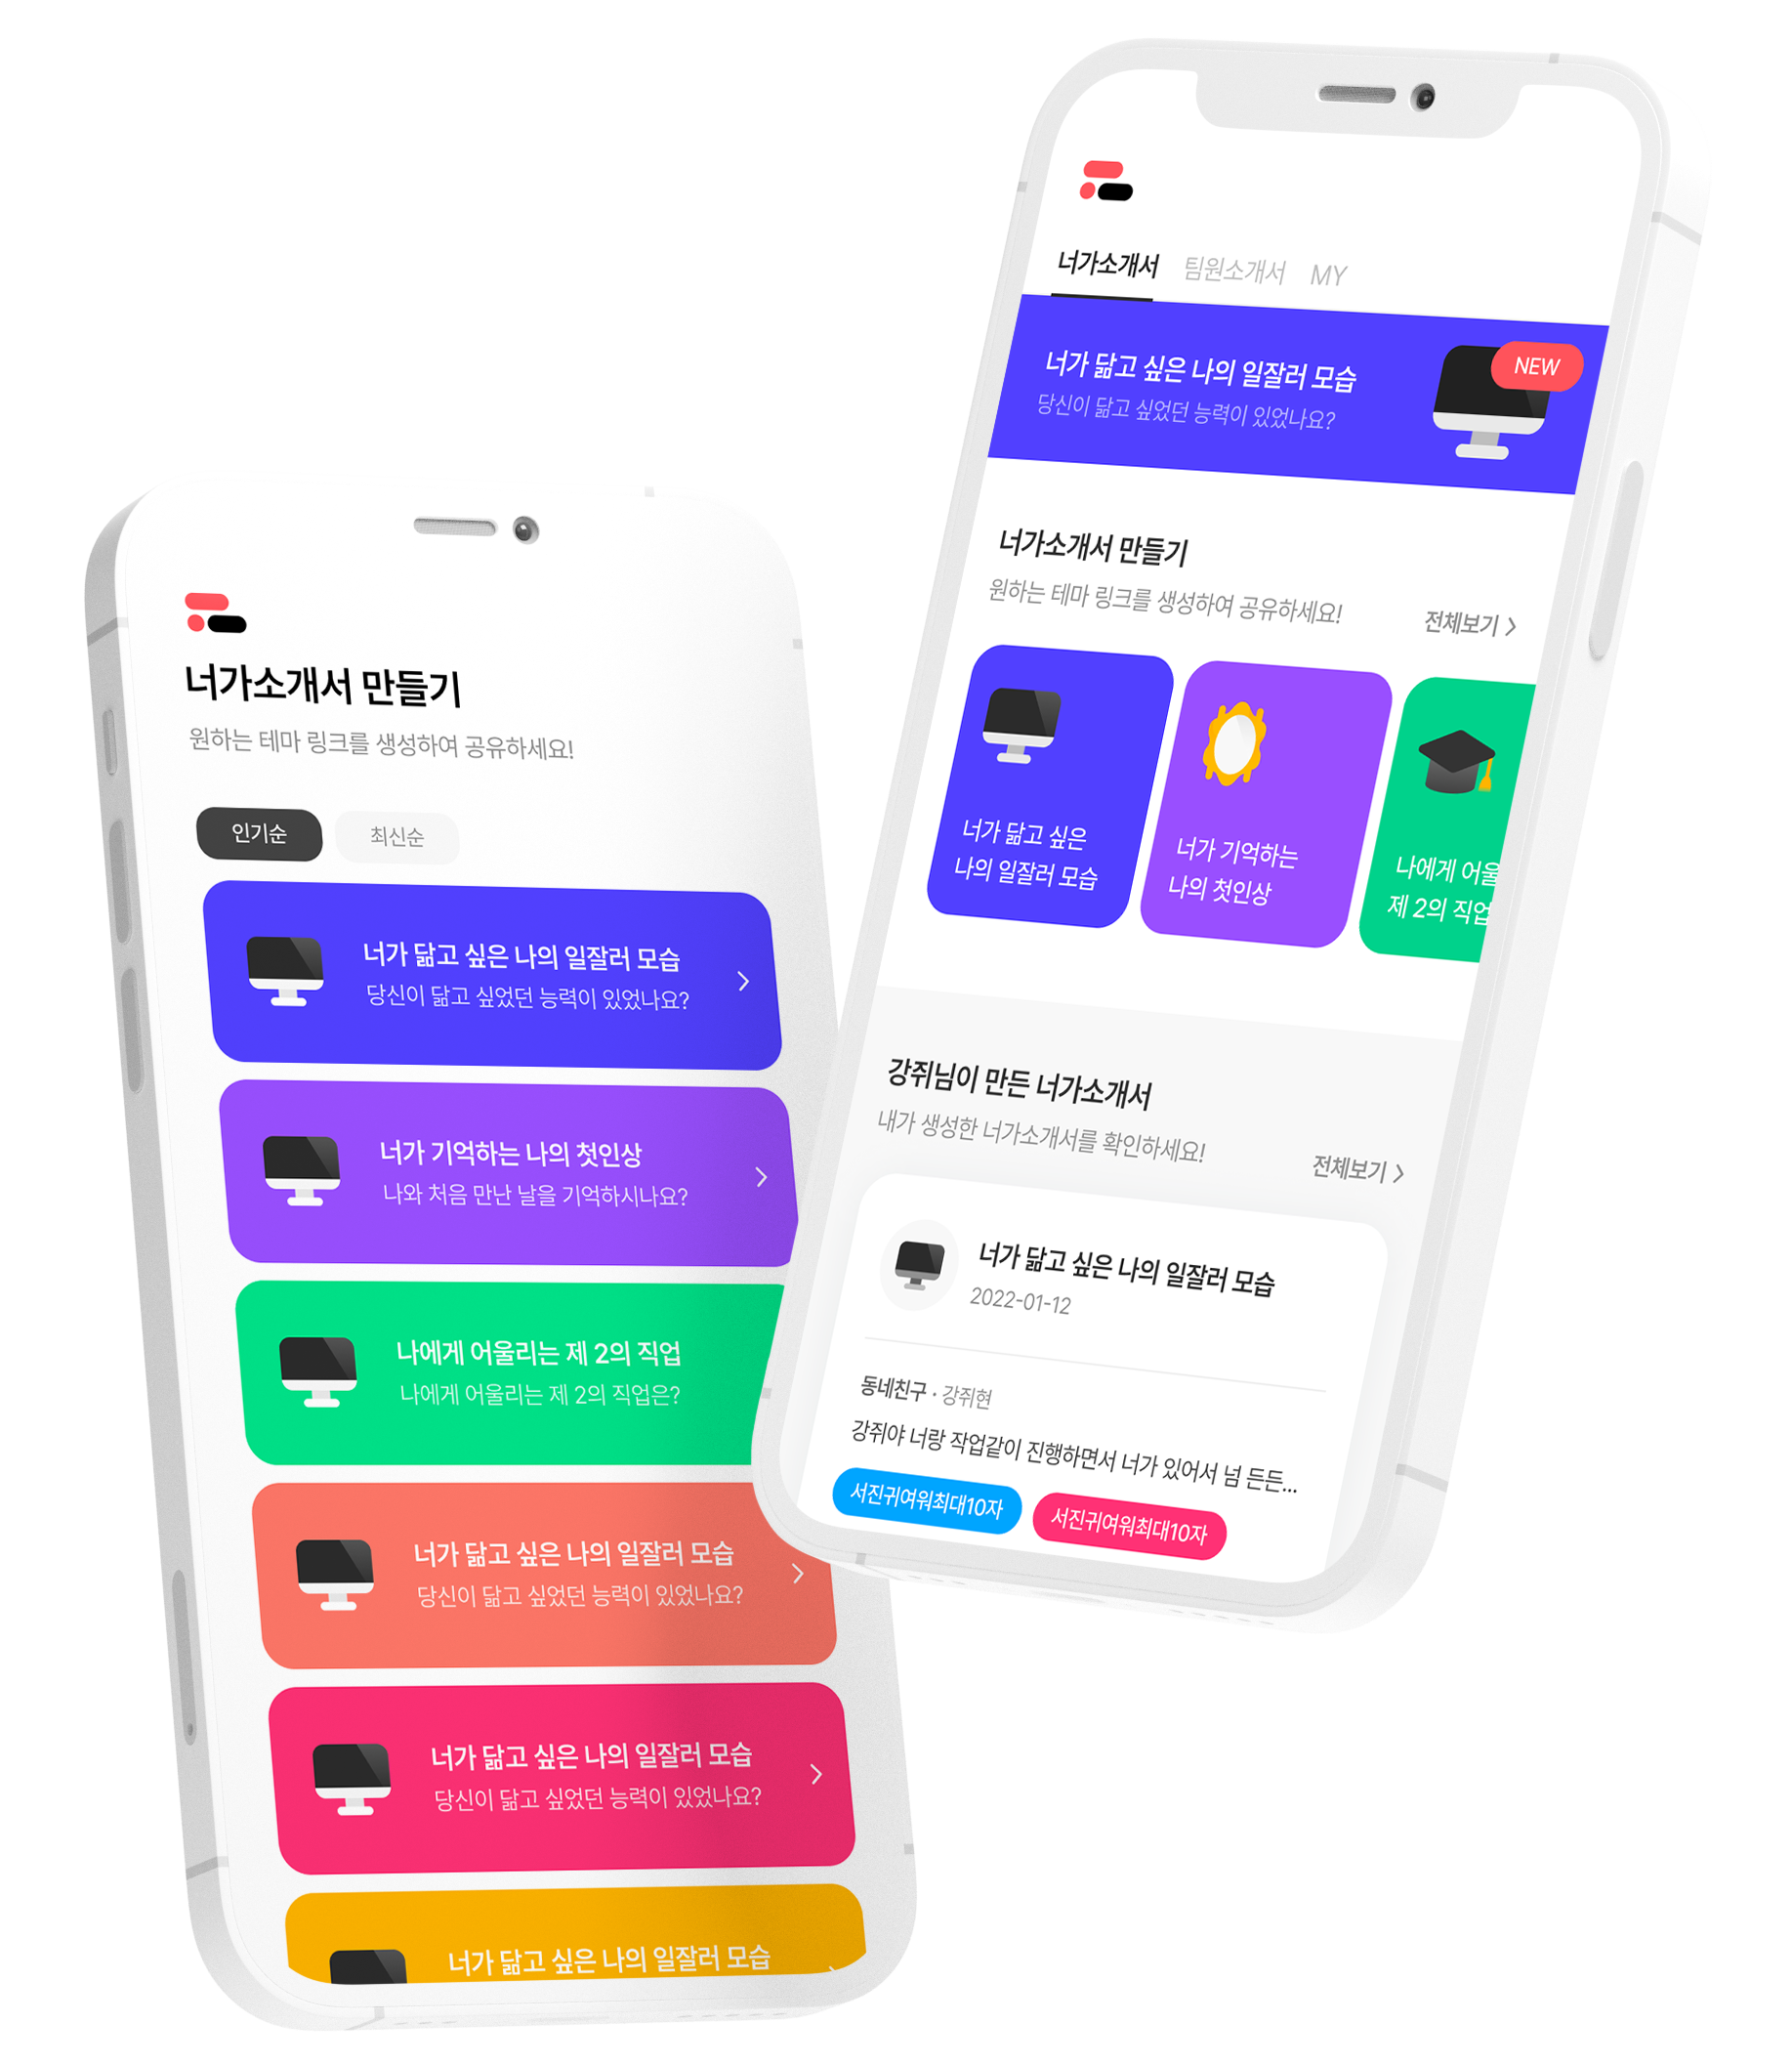 너가소개서 만들기
원하는 테마 링크를 생성하여 공유하세요!
인기순
최신순
너가 닮고 싶은 나의 일잘러 모습
당신이 닮고 싶었던 능력이 있었나요?
너가 기억하는 나의 첫인상
나와 처음 만난 날을 기억하시나요?
나에게 어울리는 제 2의 직업
나에게 어울리는 제 2의 직업은?
너가 닮고 싶은 나의 일잘러 모습
당신이 닮고 싶었던 능력이 있었나요?
너가 닮고 싶은 나의 일잘러 모습
당신이 닮고 싶었던 능력이 있었나요?
너가 닮고 싶은 나의 일잘러 모습
너가소개서
팀원소개서
MY
너가 닮고 싶은 나의 일잘러 모습
당신이 닮고 싶었던 능력이 있었나요?
NEW
너가소개서 만들기
원하는 테마 링크를 생성하여 공유하세요!
전체보기
너가 닮고 싶은
나의 일잘러 모습
너가 기억하는
나의 첫인상
나에게 어울
제 2의 직업
강쥐님이 만든 너가소개서
내가 생성한 너가소개서를 확인하세요!
전체보기
너가 닮고 싶은 나의 일잘러 모습
2022-01-12
동네친구 · 강쥐현
강쥐야 너랑 작업같이 진행하면서 너가 있어서 넘 든든...
서진귀여워최대10자
서진귀여워최대10자